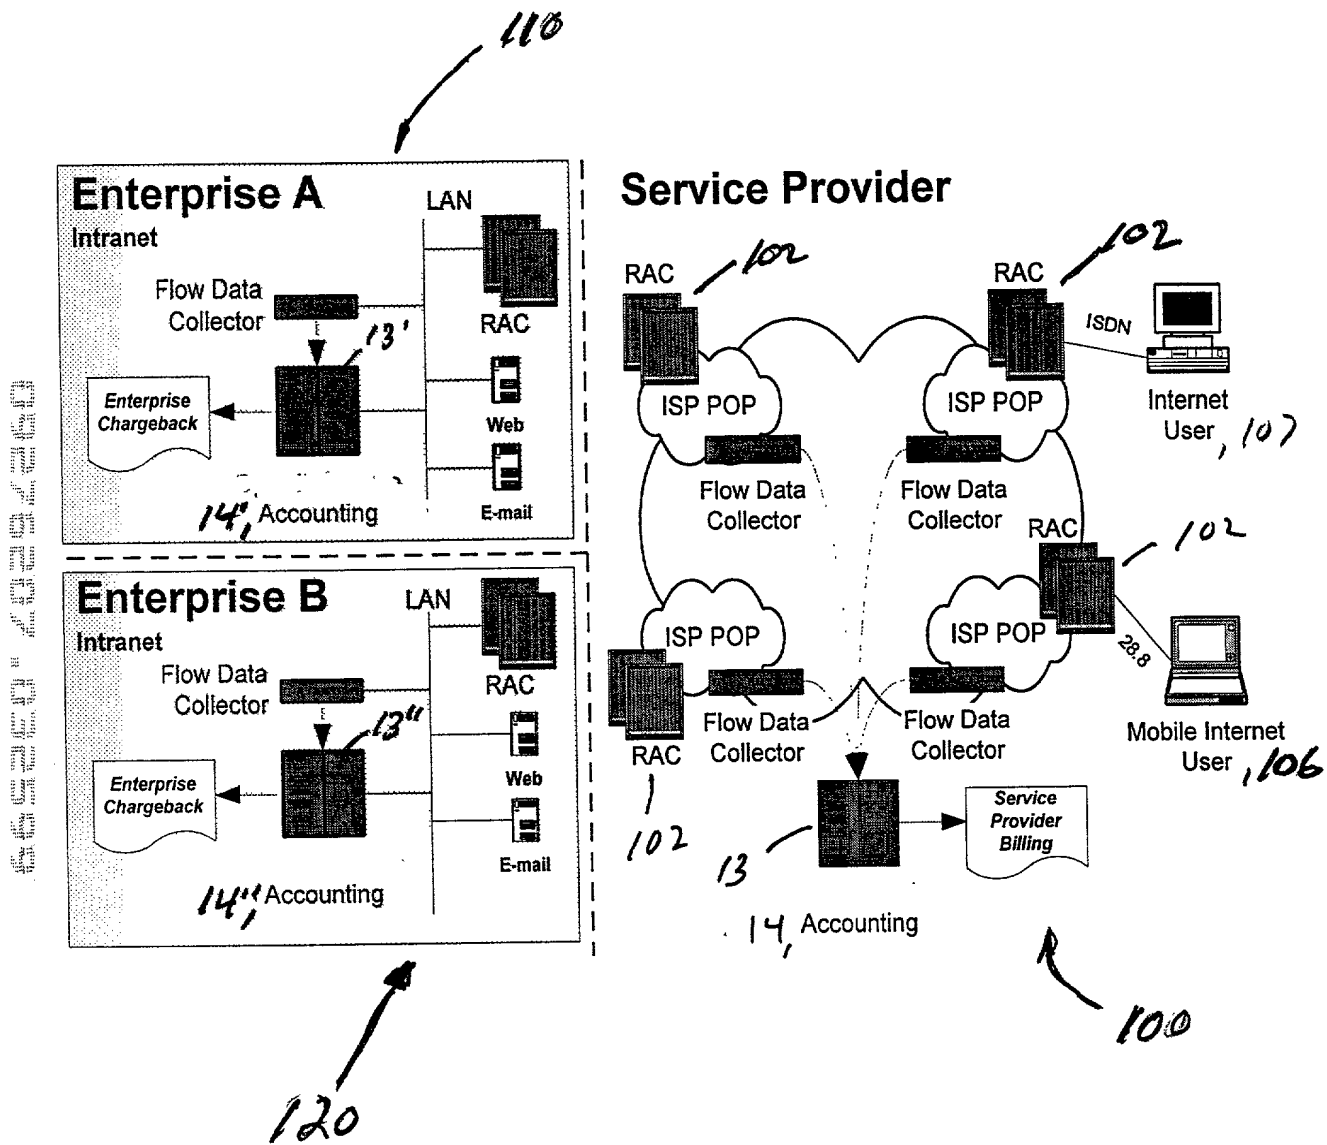 110
Enterprise A
Intranet
LAN
Flow Data
Collector
RAC
13'
Enterprise
Chargeback
Web
E-mail
14', Accounting
Enterprise B
Intranet
LAN
Flow Data
Collector
RAC
13"
Enterprise
Chargeback
Web
E-mail
14", Accounting
120
Service Provider
RAC
102
RAC
102
ISDN
ISP POP
ISP POP
Internet
User, 107
Flow Data
Collector
Flow Data
Collector
RAC
102
ISP POP
ISP POP
28.8
Flow Data
Collector
Flow Data
Collector
RAC
102
Mobile Internet
User, 106
13
Service
Provider
Billing
14, Accounting
100